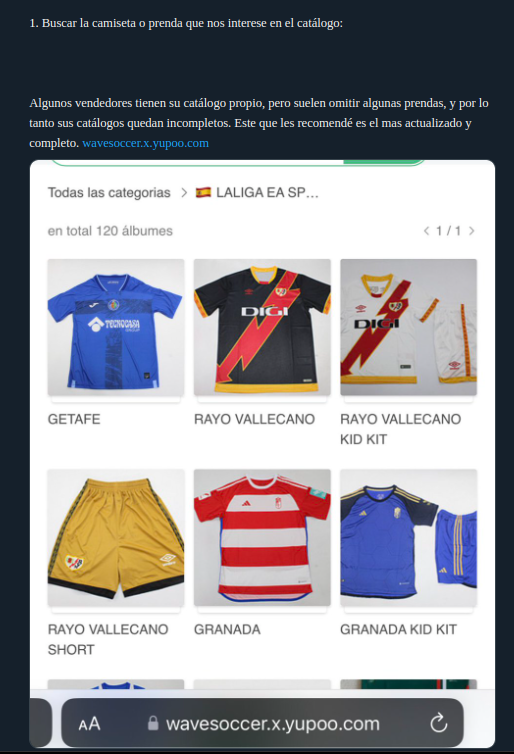 1. Buscar la camiseta o prenda que nos interese en el catálogo:
Algunos vendedores tienen su catálogo propio, pero suelen omitir algunas prendas, y por lo
tanto sus catálogos quedan incompletos. Este que les recomendé es el mas actualizado y
completo. wavesoccer.x.yupoo.com
Todas las categorias > 🇪🇸 LALIGA EA SP...
en total 120 álbumes < 1 / 1 >
TECNOCASA
DIGI
DIGI
GETAFE RAYO VALLECANO RAYO VALLECANO
KID KIT
RAYO VALLECANO GRANADA GRANADA KID KIT
SHORT
AA wavesoccer.x.yupoo.com